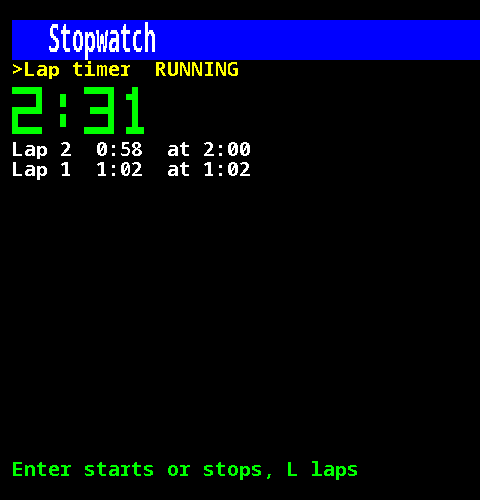 Stopwatch
>Lap timer  RUNNING
2:31
Lap 2  0:58  at 2:00
Lap 1  1:02  at 1:02
Enter starts or stops, L laps